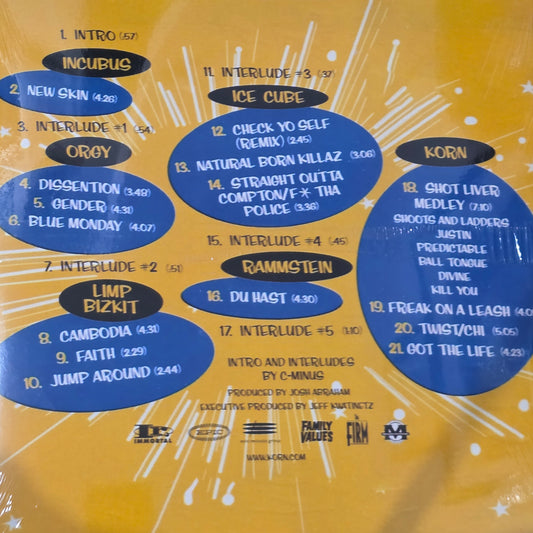 1. INTRO (.57)
INCUBUS
2. NEW SKIN (4.26)
3. INTERLUDE #1 (.54)
ORGY
4. DISSENTION (3.49)
5. GENDER (4.31)
6. BLUE MONDAY (4.07)
7. INTERLUDE #2 (.51)
LIMP
BIZKIT
8. CAMBODIA (4.31)
9. FAITH (2:29)
10. JUMP AROUND (2:44)
11. INTERLUDE #3 (.37)
ICE CUBE
12. CHECK YO SELF
(REMIX) (2.45)
13. NATURAL BORN KILLAZ (3.06)
14. STRAIGHT OUTTA
COMPTON/F* THA
POLICE (3.36)
15. INTERLUDE #4 (.45)
RAMMSTEIN
16. DU HAST (4.30)
17. INTERLUDE #5 (1:10)
KORN
18. SHOT LIVER
MEDLEY (7.10)
SHOOTS AND LADDERS
JUSTIN
PREDICTABLE
BALL TONGUE
DIVINE
KILL YOU
19. FREAK ON A LEASH
20. TWIST/CHI (5.05)
21. GOT THE LIFE (4.23)
INTRO AND INTERLUDES
BY C-MINUS
PRODUCED BY JOSH ABRAHAM
EXECUTIVE PRODUCED BY JEFF KWATINETZ
IMMORTAL
EPIC
FAMILY
VALUES
FIRM
WWW.KORN.COM